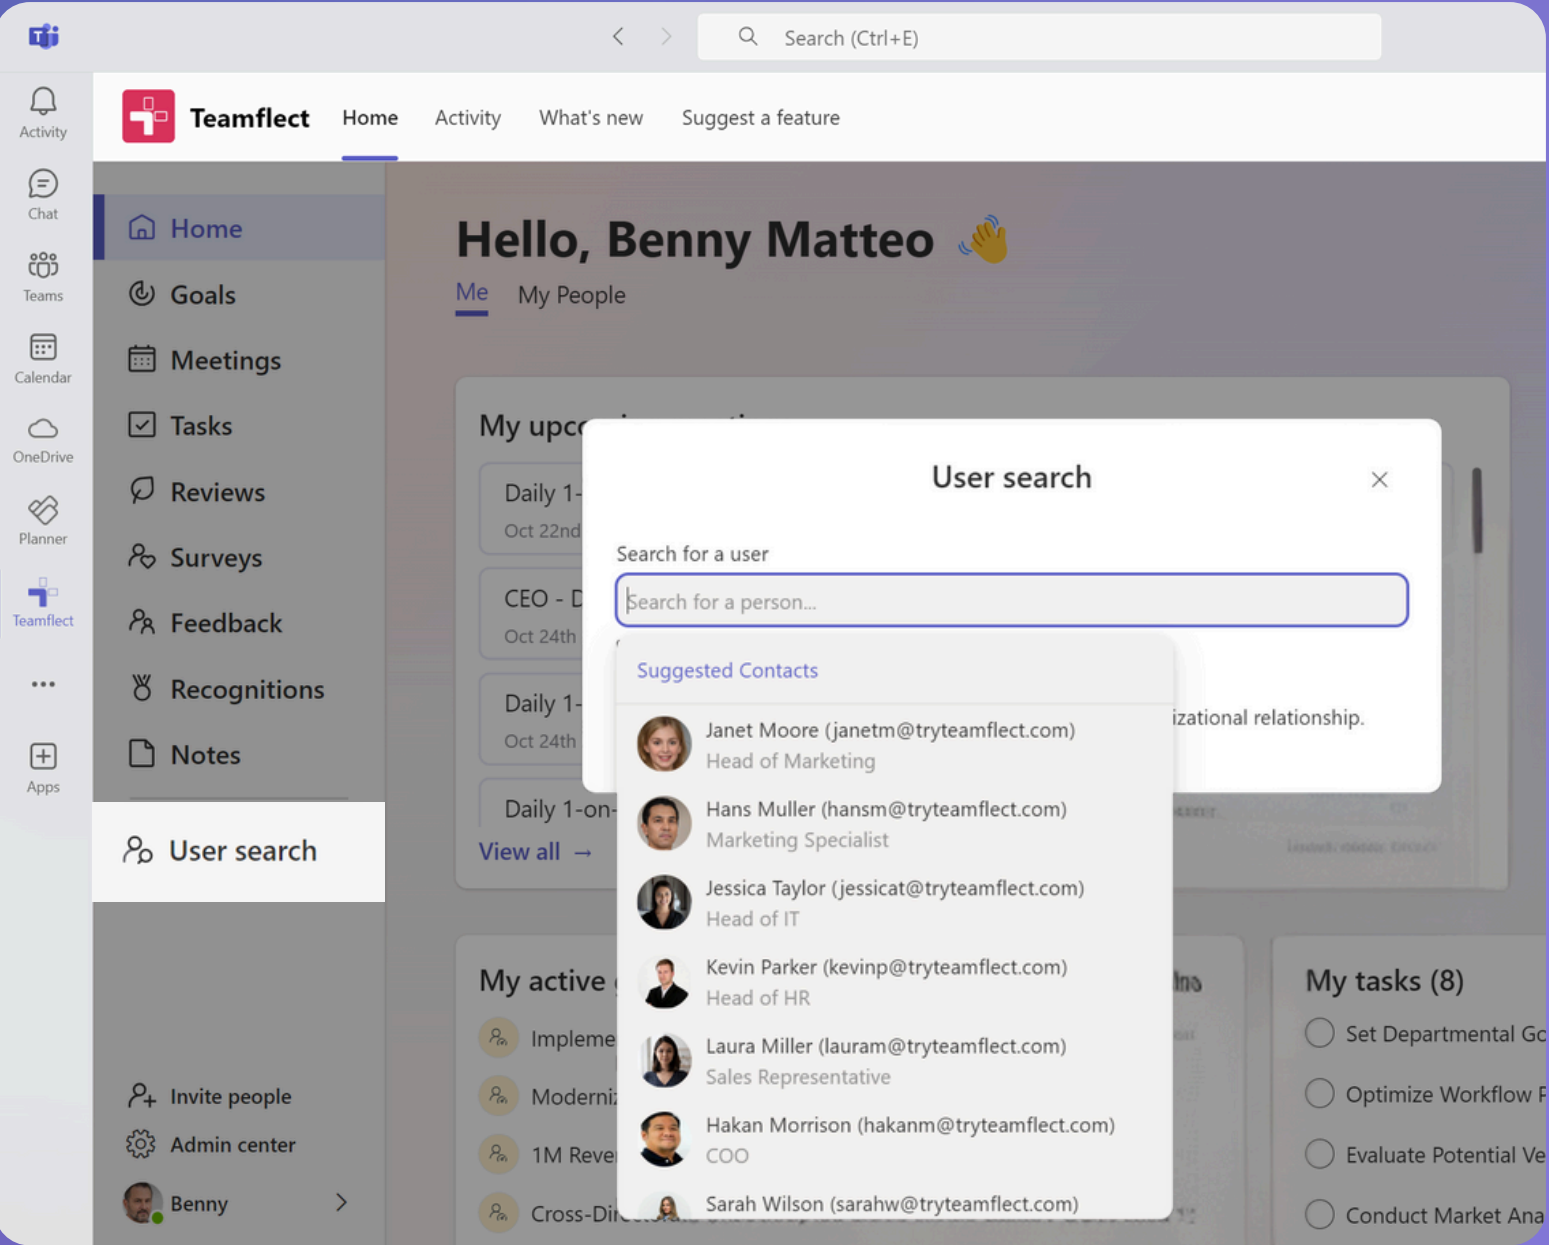 Search (Ctrl+E)
Activity
Chat
Teams
Calendar
OneDrive
Planner
Teamflect
Apps
Teamflect
Home
Activity
What's new
Suggest a feature
Home
Goals
Meetings
Tasks
Reviews
Surveys
Feedback
Recognitions
Notes
User search
Invite people
Admin center
Benny
Hello, Benny Matteo
Me
My People
My upco
Daily 1-
Oct 22nd
CEO - D
Oct 24th
Daily 1-
Oct 24th
Daily 1-on-
View all →
User search
Search for a user
Search for a person...
izational relationship.
Suggested Contacts
Janet Moore (janetm@tryteamflect.com)
Head of Marketing
Hans Muller (hansm@tryteamflect.com)
Marketing Specialist
Jessica Taylor (jessicat@tryteamflect.com)
Head of IT
Kevin Parker (kevinp@tryteamflect.com)
Head of HR
Laura Miller (lauram@tryteamflect.com)
Sales Representative
Hakan Morrison (hakanm@tryteamflect.com)
COO
Sarah Wilson (sarahw@tryteamflect.com)
My active
Impleme
Moderniz
1M Reve
Cross-Di
My tasks (8)
Set Departmental Go
Optimize Workflow P
Evaluate Potential Ve
Conduct Market Ana